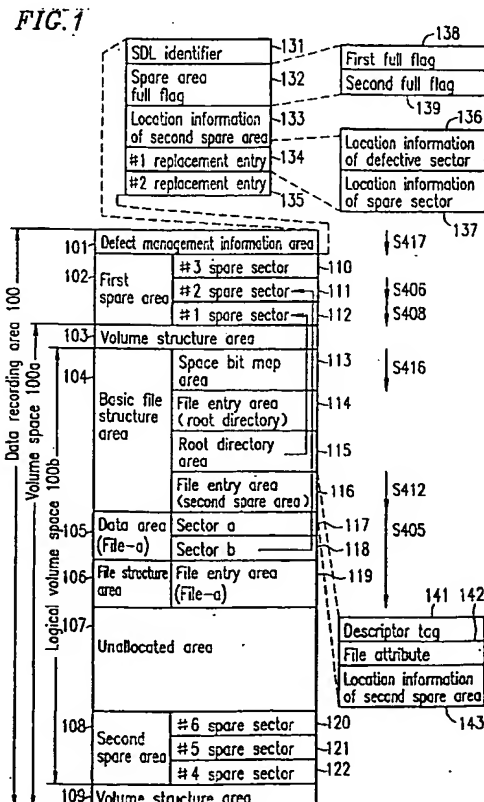 FIG.1
SDL identifier
131
Spare area
full flag
132
Location information
of second spare area
133
#1 replacement entry
134
#2 replacement entry
135
138
First full flag
Second full flag
139
136
Location information
of defective sector
Location information
of spare sector
137
Data recording area 100
Volume space 100a
Logical volume space 100b
101
Defect management information area
S417
102
First
spare area
#3 spare sector
110
#2 spare sector
111
S406
#1 spare sector
112
S408
103
Volume structure area
104
Basic file
structure
area
Space bit map
area
113
S416
File entry area
(root directory)
114
Root directory
area
115
File entry area
(second spare area)
116
S412
105
Data area
(File-a)
Sector a
117
S405
Sector b
118
106
File structure
area
File entry area
(File-a)
119
107
Unallocated area
141
142
Descriptor tag
File attribute
Location information
of second spare area
143
108
Second
spare area
#6 spare sector
120
#5 spare sector
121
#4 spare sector
122
109
Volume structure area